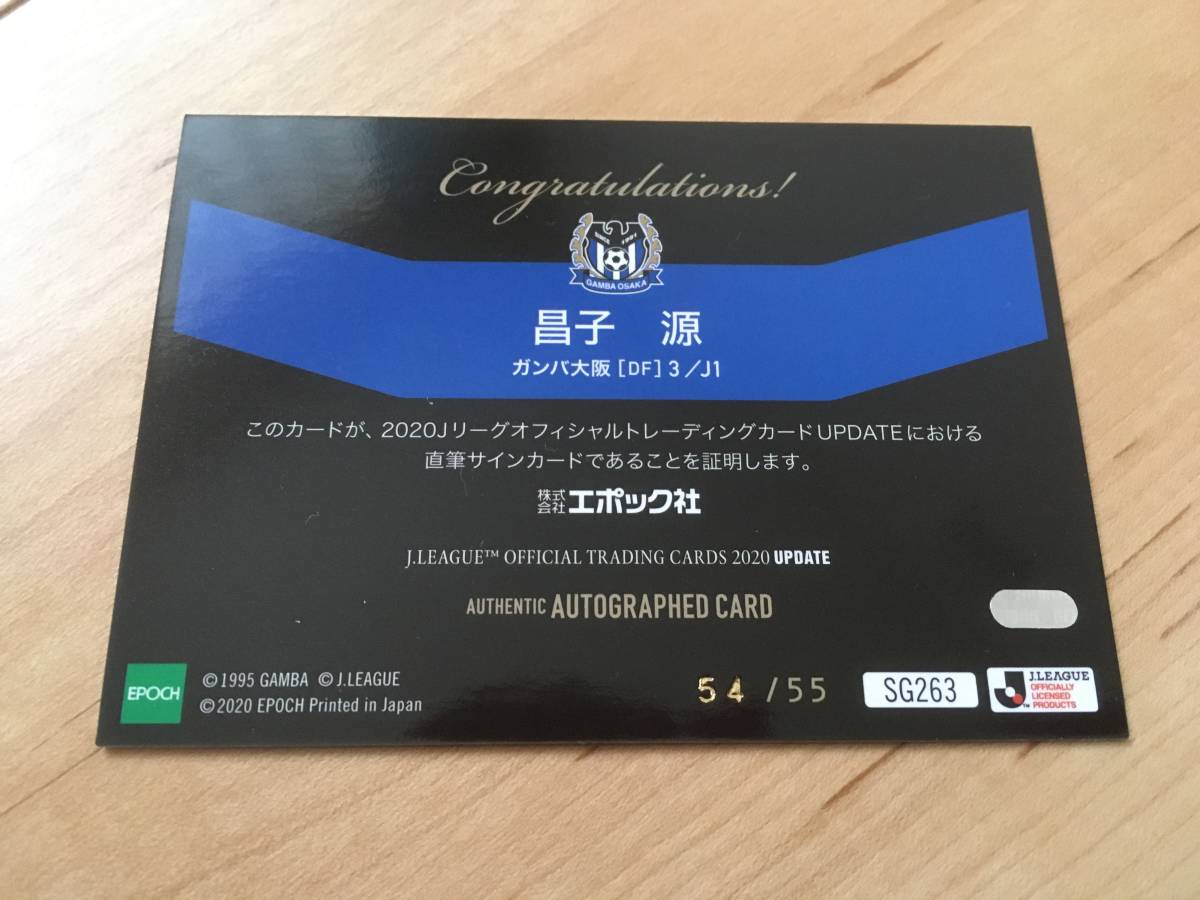 Congratulations!
GAMBA OSAKA
昌子 源
ガンバ大阪 [DF] 3/J1
このカードが、2020JリーグオフィシャルトレーディングカードUPDATEにおける
直筆サインカードであることを証明します。
株式会社エポック社
J.LEAGUE™ OFFICIAL TRADING CARDS 2020 UPDATE
AUTHENTIC AUTOGRAPHED CARD
EPOCH
©1995 GAMBA ©J.LEAGUE
©2020 EPOCH Printed in Japan
54/55
SG263
J.LEAGUE
OFFICIALLY
LICENSED
PRODUCTS
TM